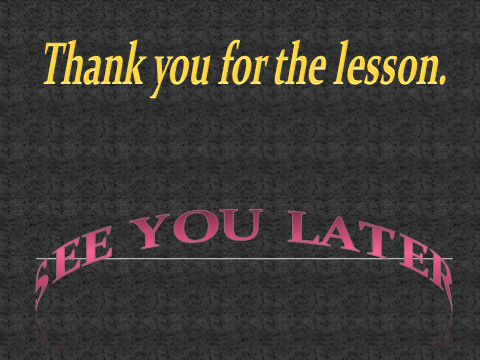 Thank you for the lesson.
SEE YOU LATER